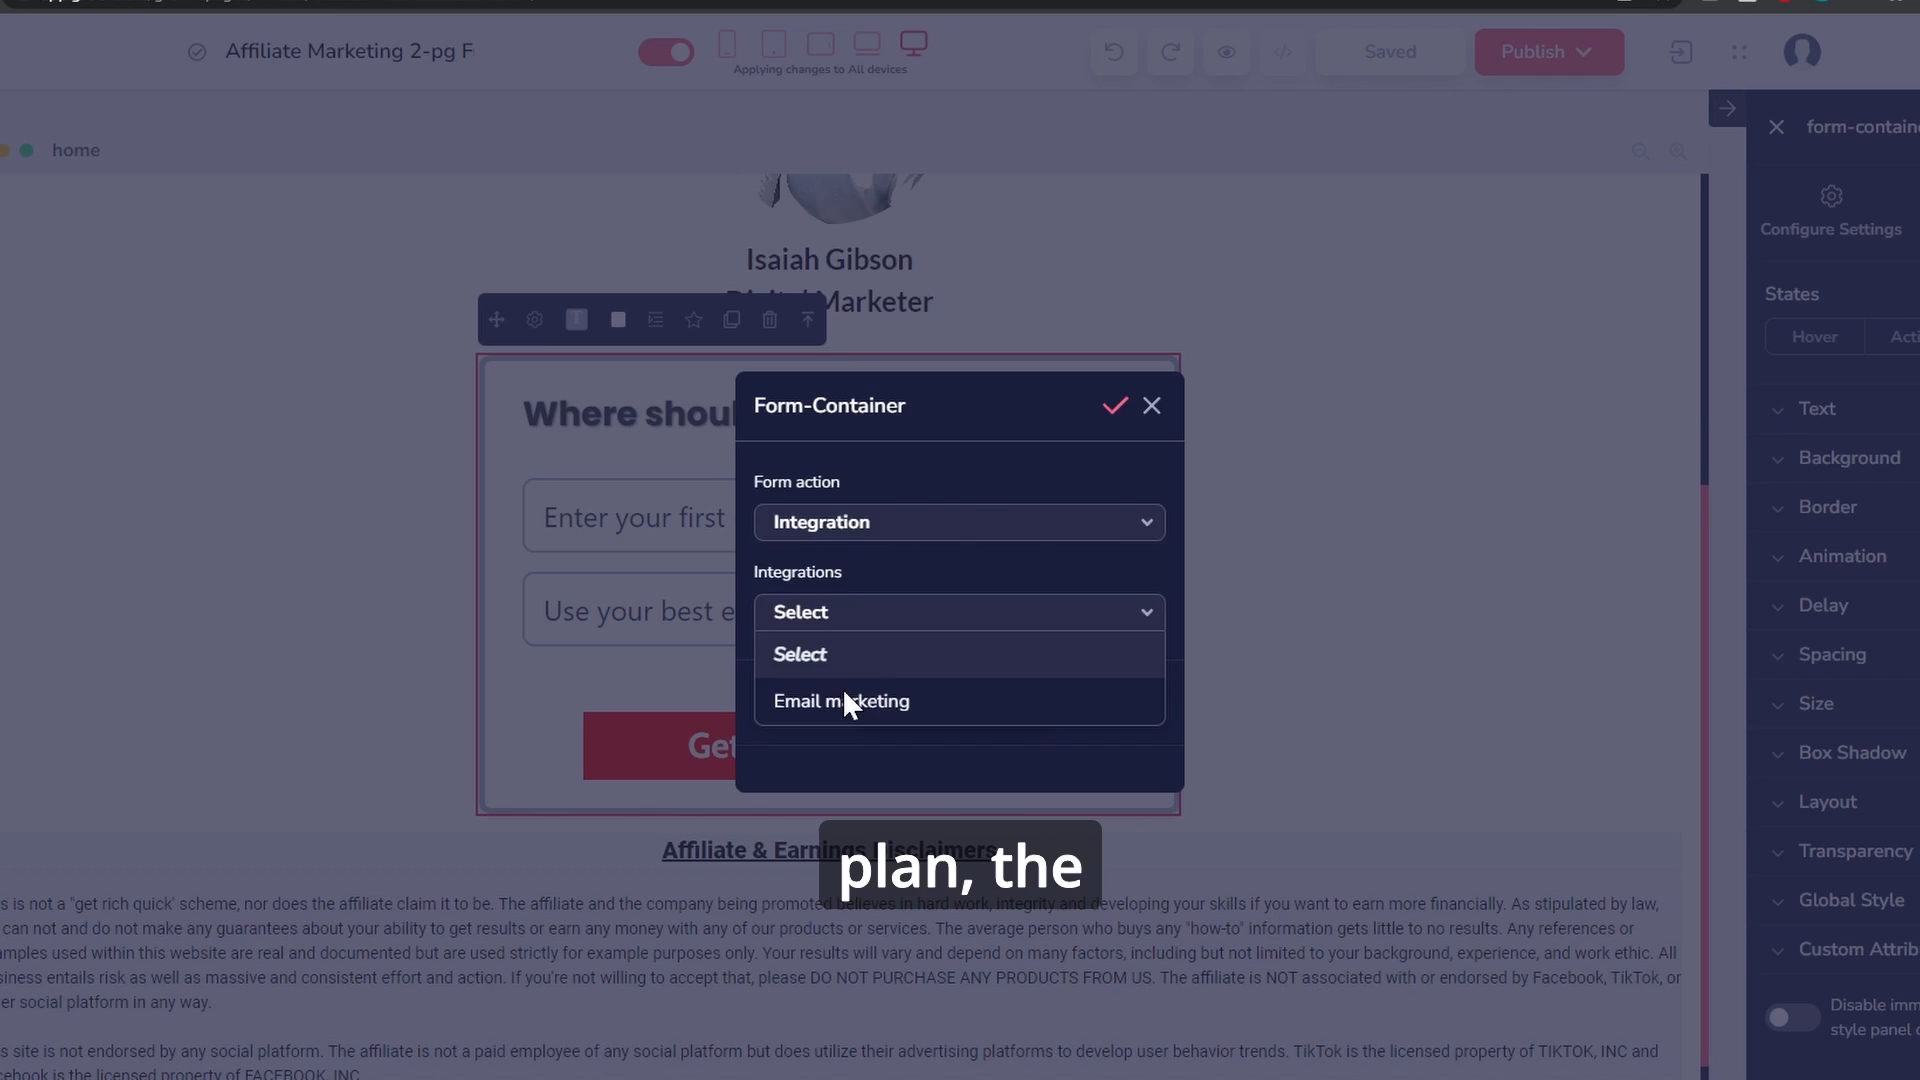 Affiliate Marketing 2-pg F
Applying changes to All devices
Saved
Publish
home
form-containe
Configure Settings
States
Hover
Acti
Isaiah Gibson
Marketer
Where shou
Enter your first
Use your best e
Get
Form-Container
Form action
Integration
Integrations
Select
Select
Email marketing
Text
Background
Border
Animation
Delay
Spacing
Size
Box Shadow
Layout
Transparency
Global Style
Custom Attrib
Disable imm
style panel
Affiliate & Earnings Disclaimers
plan, the
s is not a "get rich quick' scheme, nor does the affiliate claim it to be. The affiliate and the company being promoted believes in hard work, integrity and developing your skills if you want to earn more financially. As stipulated by law,
can not and do not make any guarantees about your ability to get results or earn any money with any of our products or services. The average person who buys any "how-to" information gets little to no results. Any references or
mples used within this website are real and documented but are used strictly for example purposes only. Your results will vary and depend on many factors, including but not limited to your background, experience, and work ethic. All
siness entails risk as well as massive and consistent effort and action. If you're not willing to accept that, please DO NOT PURCHASE ANY PRODUCTS FROM US. The affiliate is NOT associated with or endorsed by Facebook, TikTok, or
er social platform in any way.
s site is not endorsed by any social platform. The affiliate is not a paid employee of any social platform but does utilize their advertising platforms to develop user behavior trends. TikTok is the licensed property of TIKTOK, INC and
cebook is the licensed property of FACEBOOK, INC.